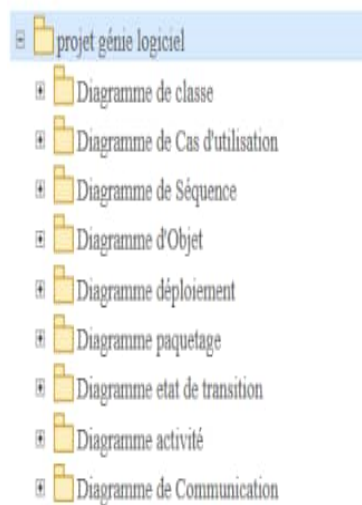 projet génie logiciel
Diagramme de classe
Diagramme de Cas d'utilisation
Diagramme de Séquence
Diagramme d'Objet
Diagramme déploiement
Diagramme paquetage
Diagramme etat de transition
Diagramme activité
Diagramme de Communication